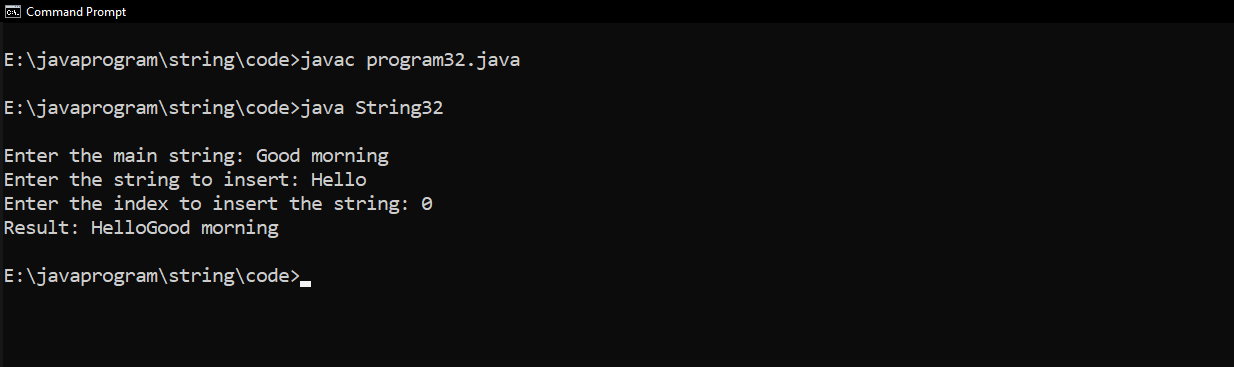 Command Prompt
E:\javaprogram\string\code>javac program32.java
E:\javaprogram\string\code>java String32
Enter the main string: Good morning
Enter the string to insert: Hello
Enter the index to insert the string: 0
Result: HelloGood morning
E:\javaprogram\string\code>